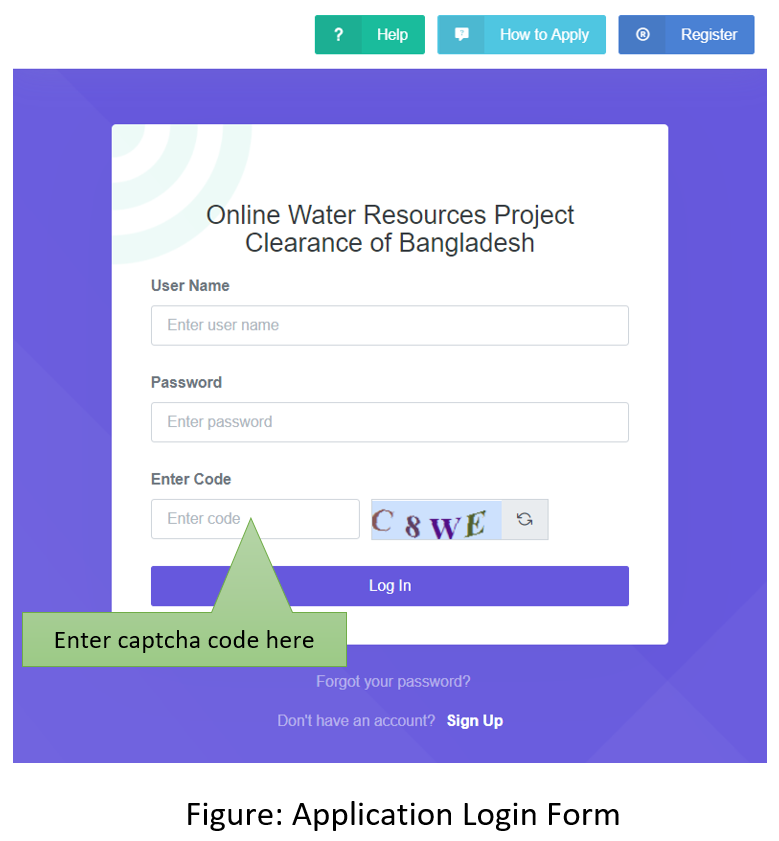 Help
How to Apply
Register
Online Water Resources Project
Clearance of Bangladesh
User Name
Enter user name
Password
Enter password
Enter Code
Enter code
C 8 W E
Log In
Enter captcha code here
Forgot your password?
Don't have an account? Sign Up
Figure: Application Login Form